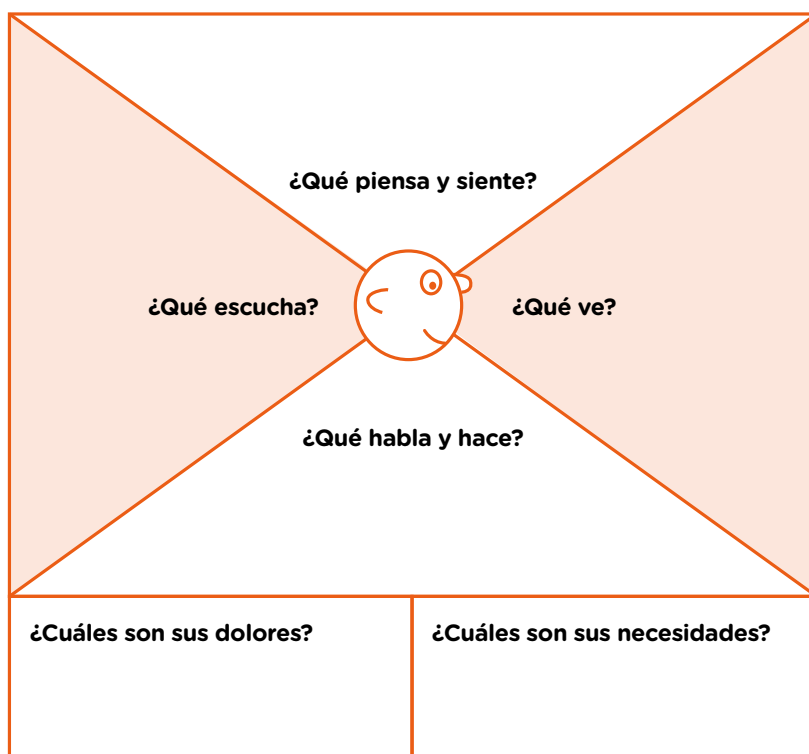 ¿Qué piensa y siente?
¿Qué escucha?
¿Qué ve?
¿Qué habla y hace?
¿Cuáles son sus dolores?
¿Cuáles son sus necesidades?